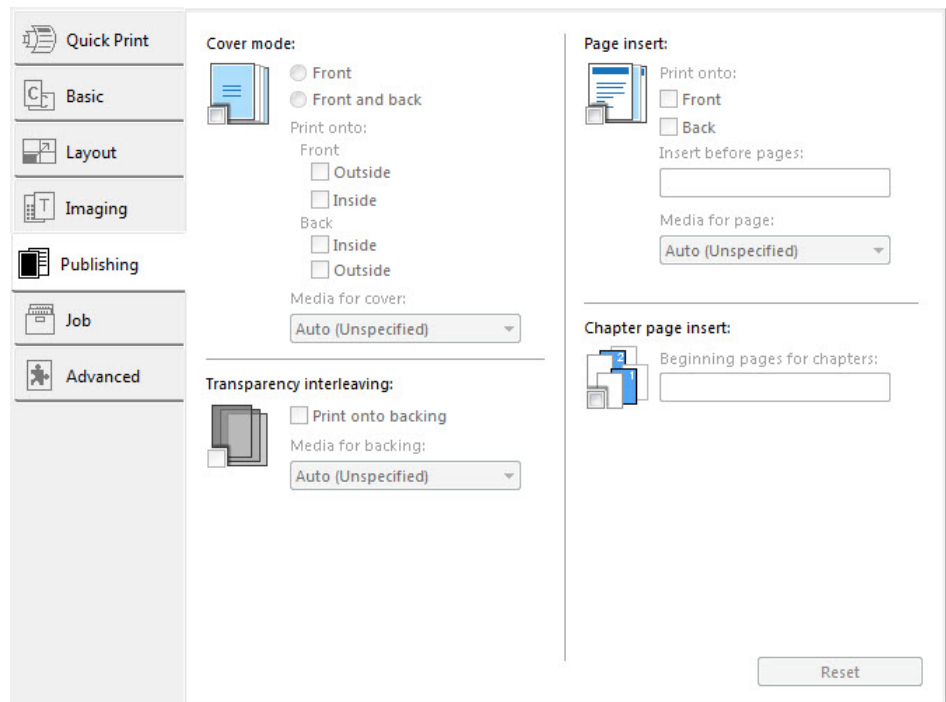 Quick Print
Basic
Layout
Imaging
Publishing
Job
Advanced
Cover mode:
Front
Front and back
Print onto:
Front
Outside
Inside
Back
Inside
Outside
Media for cover:
Auto (Unspecified)
Transparency interleaving:
Print onto backing
Media for backing:
Auto (Unspecified)
Page insert:
Print onto:
Front
Back
Insert before pages:
Media for page:
Auto (Unspecified)
Chapter page insert:
2
1
Beginning pages for chapters:
Reset